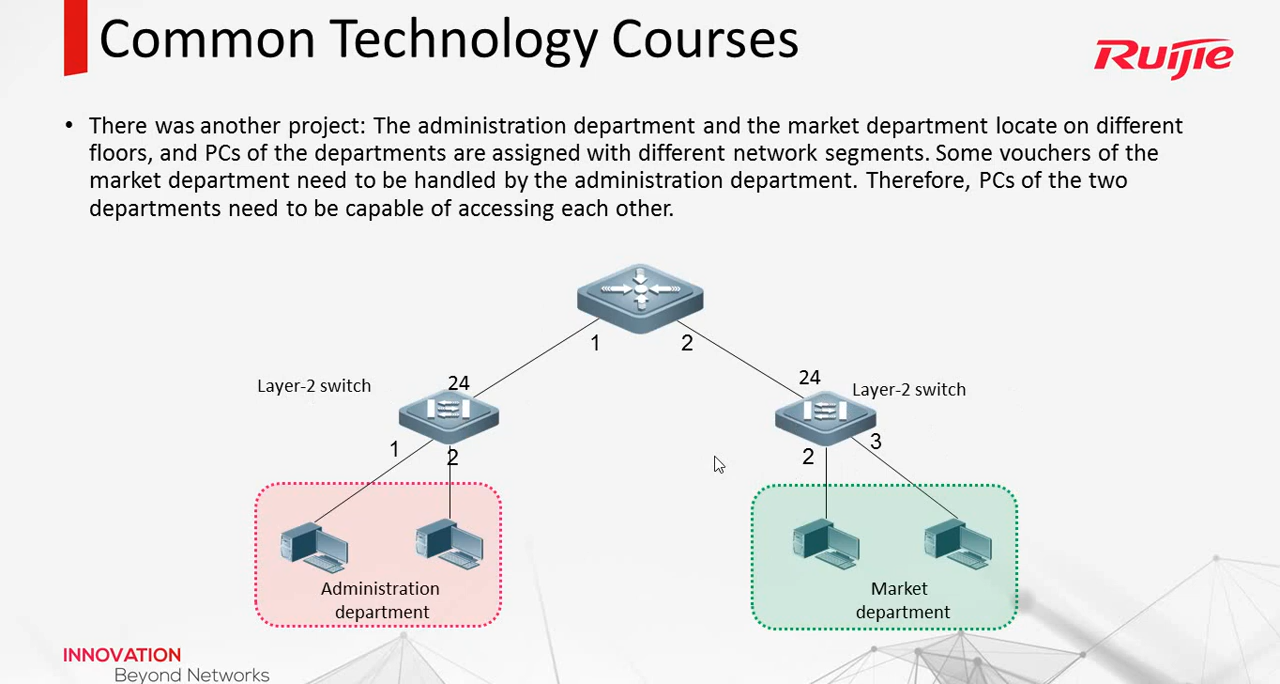 Common Technology Courses
Ruijie
• There was another project: The administration department and the market department locate on different
floors, and PCs of the departments are assigned with different network segments. Some vouchers of the
market department need to be handled by the administration department. Therefore, PCs of the two
departments need to be capable of accessing each other.
1 2
Layer-2 switch 24 24 Layer-2 switch
1 2 2 3
Administration
department
Market
department
INNOVATION
Beyond Networks